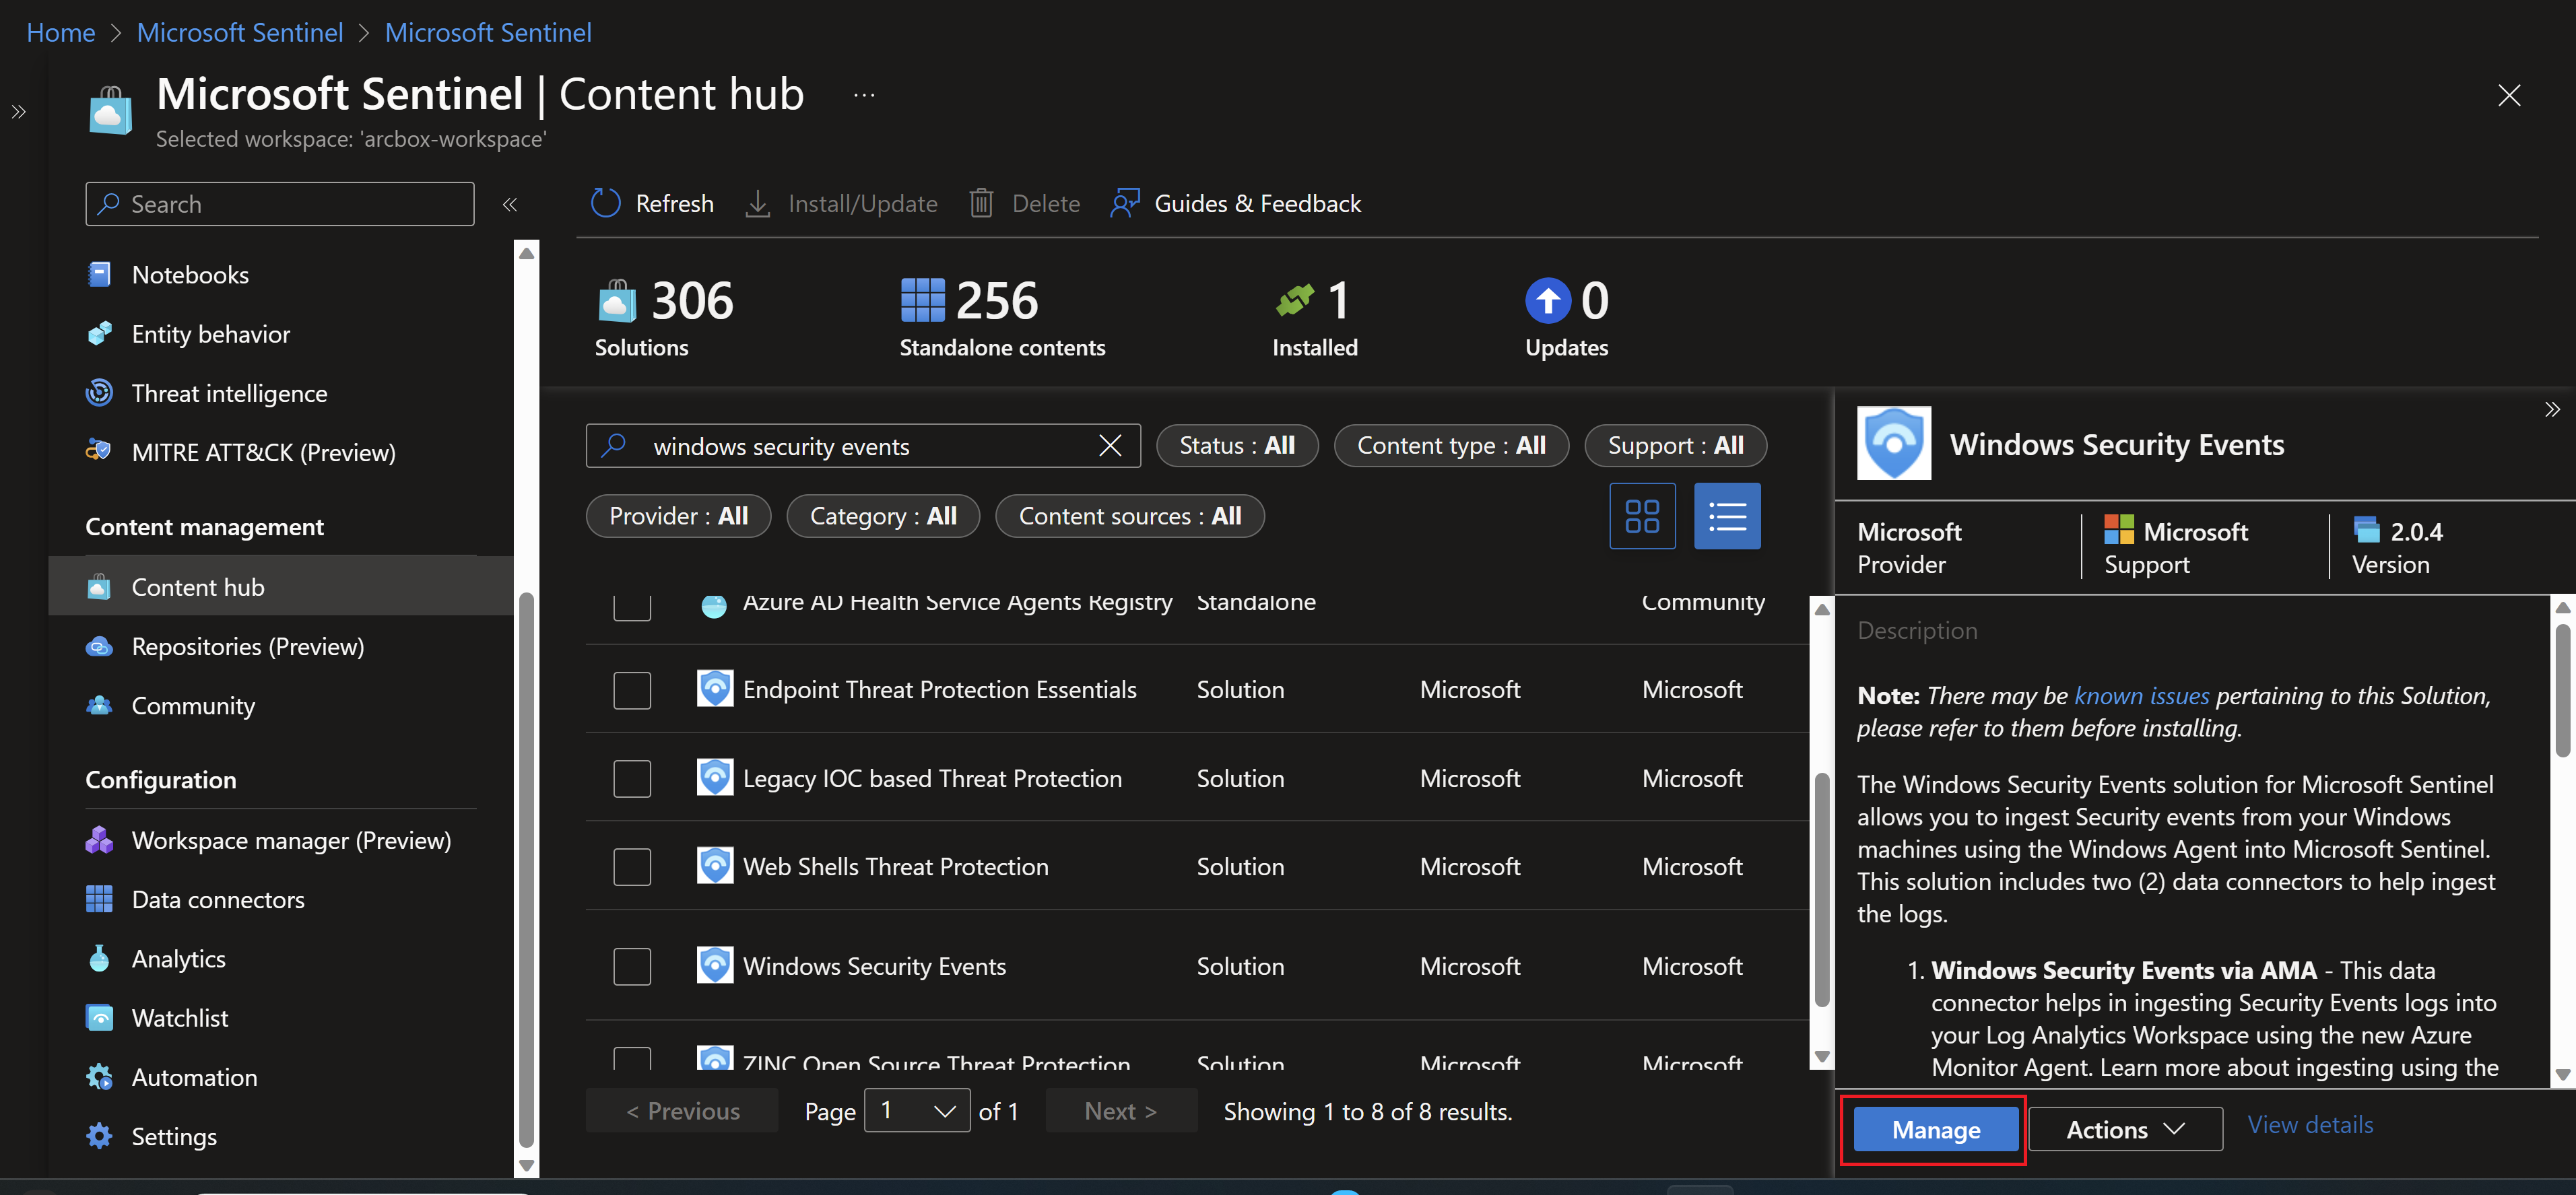 Home > Microsoft Sentinel > Microsoft Sentinel
Microsoft Sentinel | Content hub ...
Selected workspace: 'arcbox-workspace'
Search
Notebooks
Entity behavior
Threat intelligence
MITRE ATT&CK (Preview)
Content management
Content hub
Repositories (Preview)
Community
Configuration
Workspace manager (Preview)
Data connectors
Analytics
Watchlist
Automation
Settings
Refresh Install/Update Delete Guides & Feedback
306 256 1 0
Solutions Standalone contents Installed Updates
windows security events Status : All Content type : All Support : All
Provider : All Category : All Content sources : All
Azure AD Health Service Agents Registry Standalone Community
Endpoint Threat Protection Essentials Solution Microsoft Microsoft
Legacy IOC based Threat Protection Solution Microsoft Microsoft
Web Shells Threat Protection Solution Microsoft Microsoft
Windows Security Events Solution Microsoft Microsoft
ZINC Open Source Threat Protection Solution Microsoft Microsoft
< Previous Page 1 of 1 Next > Showing 1 to 8 of 8 results.
Windows Security Events
Microsoft Microsoft 2.0.4
Provider Support Version
Description
Note: There may be known issues pertaining to this Solution,
please refer to them before installing.
The Windows Security Events solution for Microsoft Sentinel
allows you to ingest Security events from your Windows
machines using the Windows Agent into Microsoft Sentinel.
This solution includes two (2) data connectors to help ingest
the logs.
1. Windows Security Events via AMA - This data
connector helps in ingesting Security Events logs into
your Log Analytics Workspace using the new Azure
Monitor Agent. Learn more about ingesting using the
Manage Actions View details